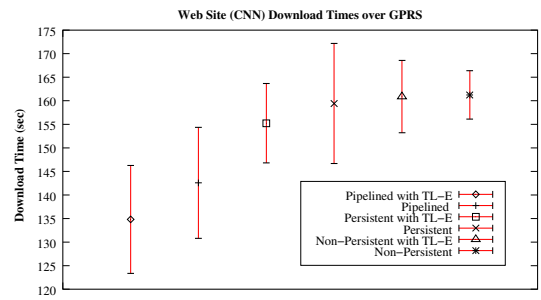 Web Site (CNN) Download Times over GPRS
175
170
165
160
155
150
145
140
135
130
125
120
Download Time (sec)
Pipelined with TL-E
Pipelined
Persistent with TL-E
Persistent
Non-Persistent with TL-E
Non-Persistent